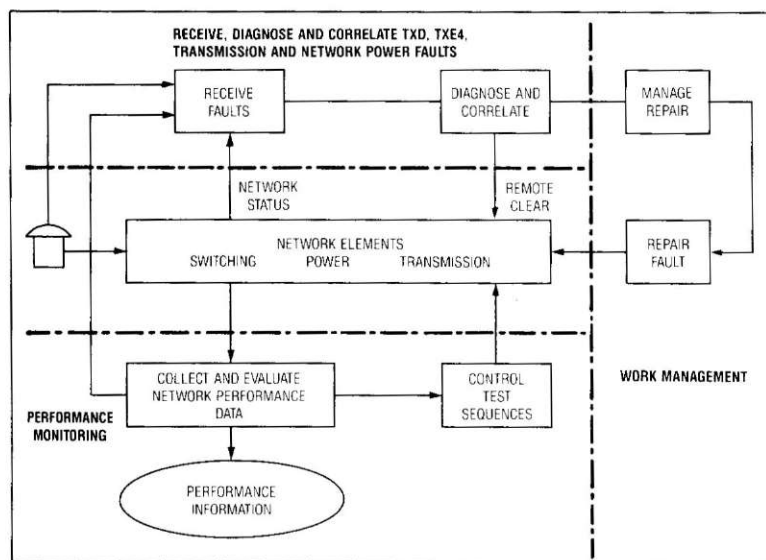 RECEIVE, DIAGNOSE AND CORRELATE TXD, TXE4,
TRANSMISSION AND NETWORK POWER FAULTS
RECEIVE
FAULTS
DIAGNOSE AND
CORRELATE
MANAGE
REPAIR
NETWORK
STATUS
REMOTE
CLEAR
NETWORK ELEMENTS
SWITCHING POWER TRANSMISSION
REPAIR
FAULT
COLLECT AND EVALUATE
NETWORK PERFORMANCE
DATA
CONTROL
TEST
SEQUENCES
WORK MANAGEMENT
PERFORMANCE
MONITORING
PERFORMANCE
INFORMATION